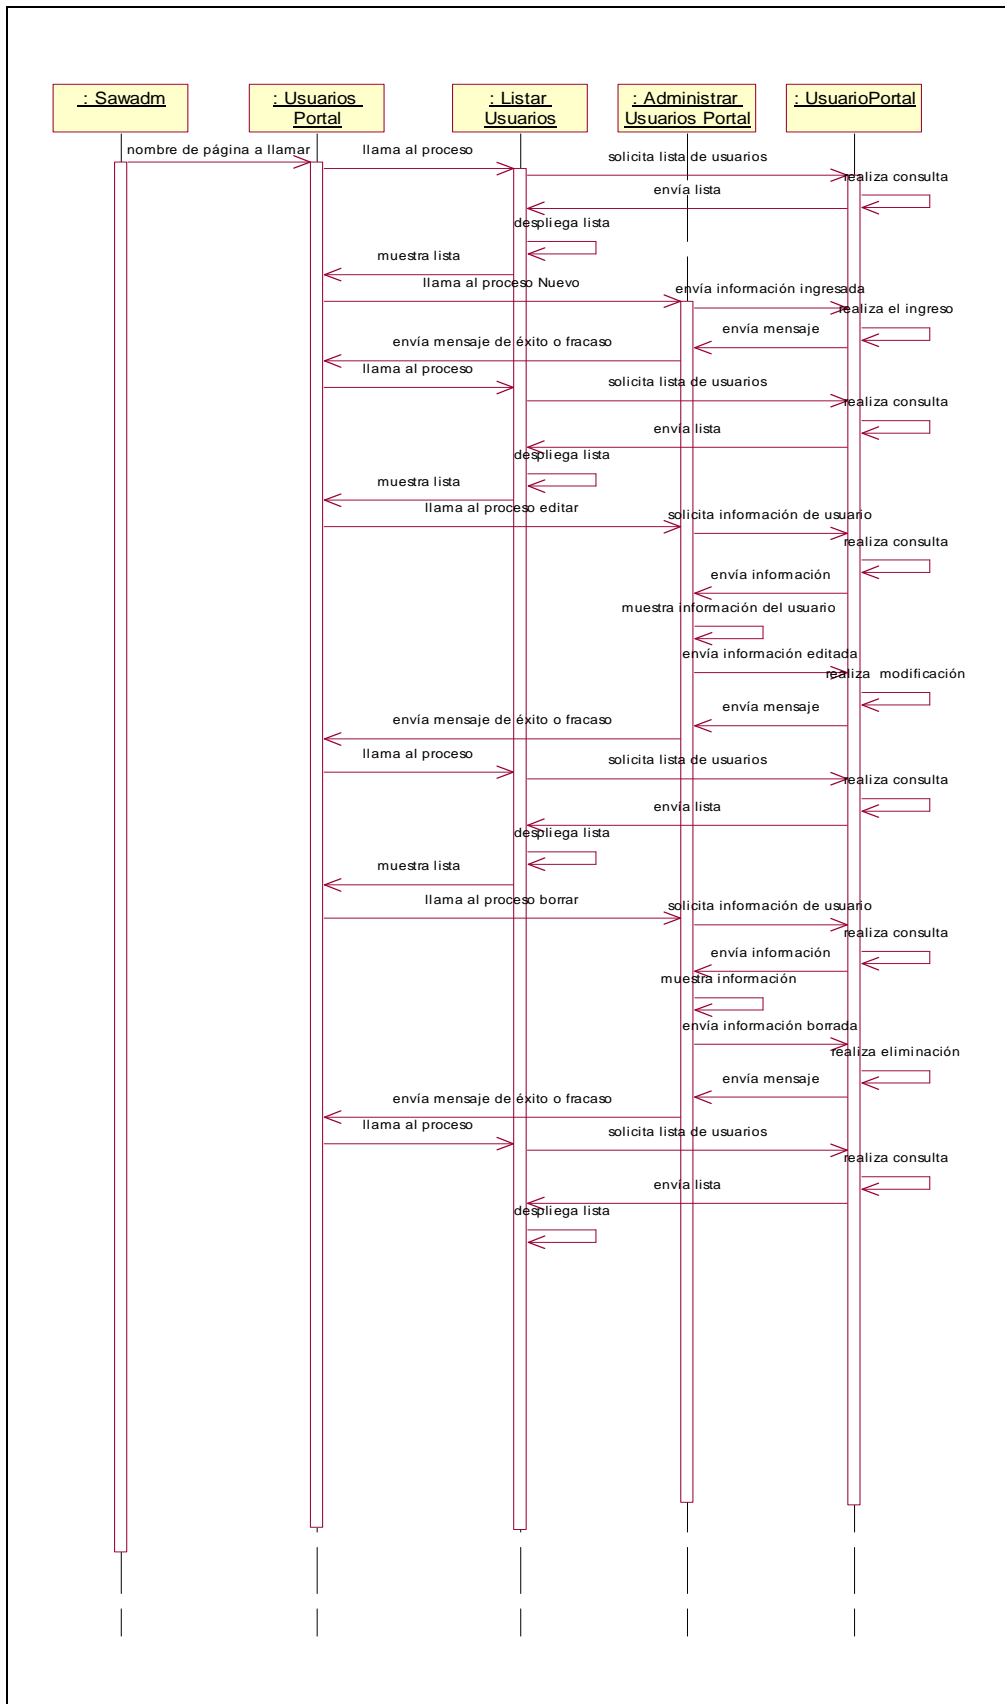 : Sawadm
: Usuarios
Portal
: Listar
Usuarios
: Administrar
Usuarios Portal
: UsuarioPortal
nombre de página a llamar
llama al proceso
solicita lista de usuarios
realiza consulta
envía lista
despliega lista
muestra lista
llama al proceso Nuevo
envía información ingresada
realiza el ingreso
envía mensaje
envía mensaje de éxito o fracaso
llama al proceso
solicita lista de usuarios
realiza consulta
envía lista
despliega lista
muestra lista
llama al proceso editar
solicita información de usuario
realiza consulta
envía información
muestra información del usuario
envía información editada
realiza modificación
envía mensaje
envía mensaje de éxito o fracaso
llama al proceso
solicita lista de usuarios
realiza consulta
envía lista
despliega lista
muestra lista
llama al proceso borrar
solicita información de usuario
realiza consulta
envía información
muestra información
envía información borrada
realiza eliminación
envía mensaje
envía mensaje de éxito o fracaso
llama al proceso
solicita lista de usuarios
realiza consulta
envía lista
despliega lista